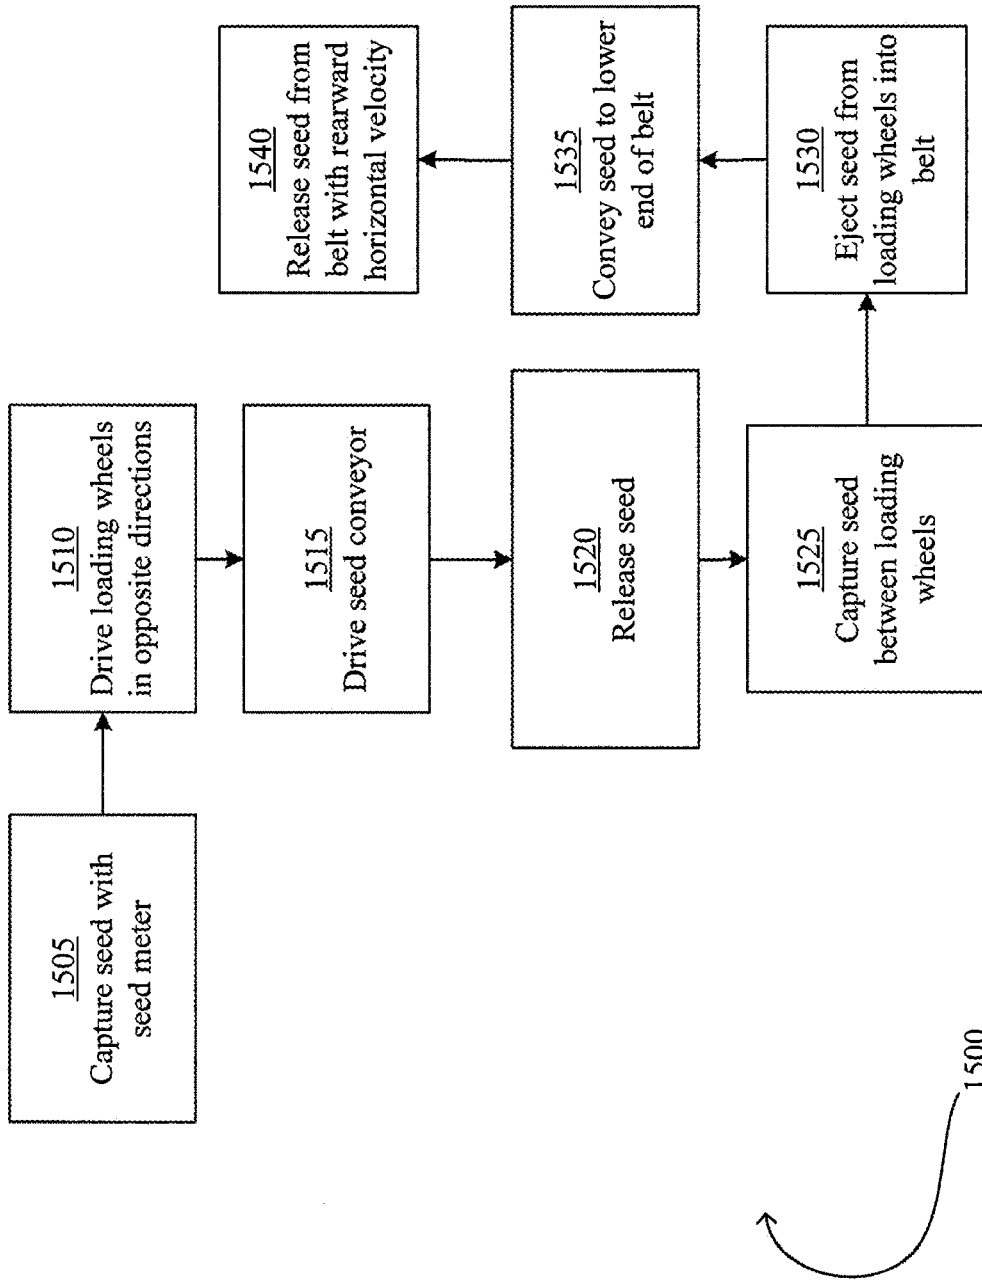 1505
Capture seed with
seed meter
1510
Drive loading wheels
in opposite directions
1515
Drive seed conveyor
1520
Release seed
1525
Capture seed
between loading
wheels
1530
Eject seed from
loading wheels into
belt
1535
Convey seed to lower
end of belt
1540
Release seed from
belt with rearward
horizontal velocity
1500